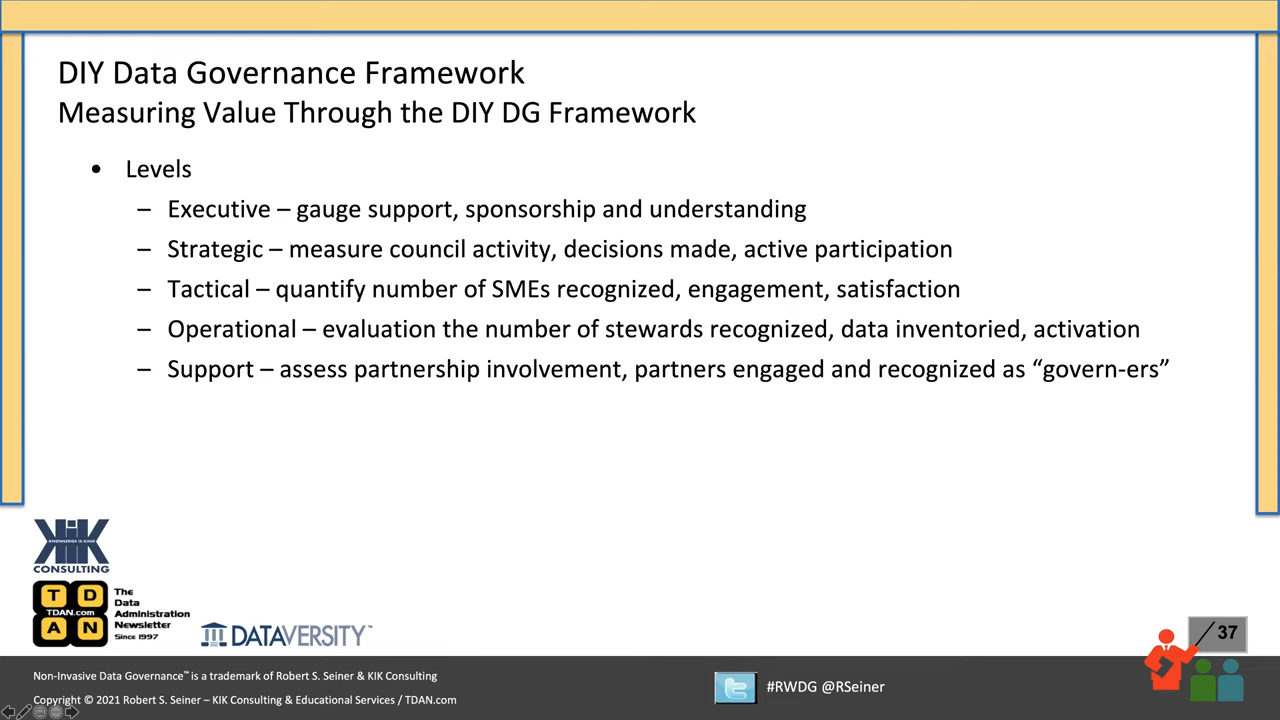 DIY Data Governance Framework
Measuring Value Through the DIY DG Framework
• Levels
– Executive – gauge support, sponsorship and understanding
– Strategic – measure council activity, decisions made, active participation
– Tactical – quantify number of SMEs recognized, engagement, satisfaction
– Operational – evaluation the number of stewards recognized, data inventoried, activation
– Support – assess partnership involvement, partners engaged and recognized as “govern-ers”
KIK
KNOWLEDGE IS KING
CONSULTING
T D
TDAN.com
A N
The
Data
Administration
Newsletter
Since 1997
DATAVERSITY™
37
Non-Invasive Data Governance™ is a trademark of Robert S. Seiner & KIK Consulting
Copyright © 2021 Robert S. Seiner – KIK Consulting & Educational Services / TDAN.com
#RWDG @RSeiner